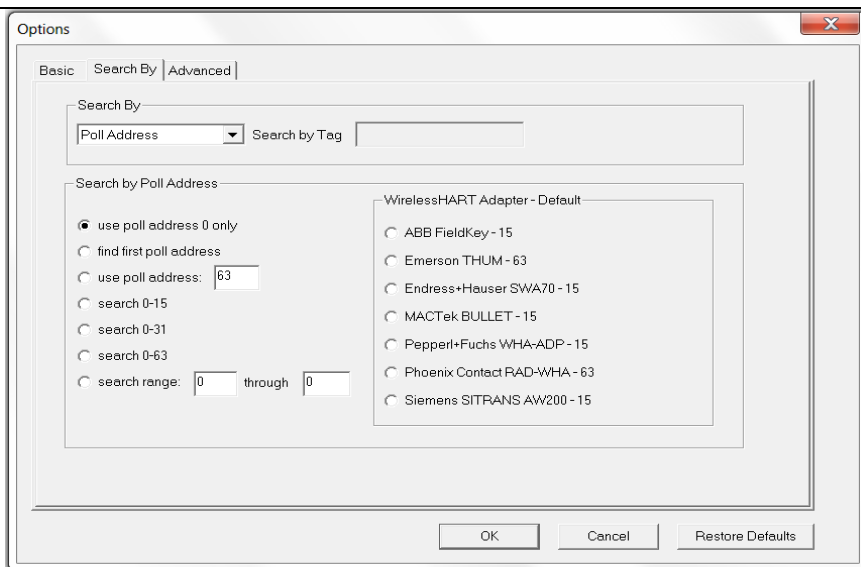 Options
Basic Search By Advanced
Search By
Poll Address Search by Tag
Search by Poll Address
use poll address 0 only
find first poll address
use poll address: 63
search 0-15
search 0-31
search 0-63
search range: 0 through 0
WirelessHART Adapter - Default
ABB FieldKey - 15
Emerson THUM - 63
Endress+Hauser SWA70 - 15
MACTek BULLET - 15
Pepperl+Fuchs WHA-ADP - 15
Phoenix Contact RAD-WHA - 63
Siemens SITRANS AW200 - 15
OK Cancel Restore Defaults